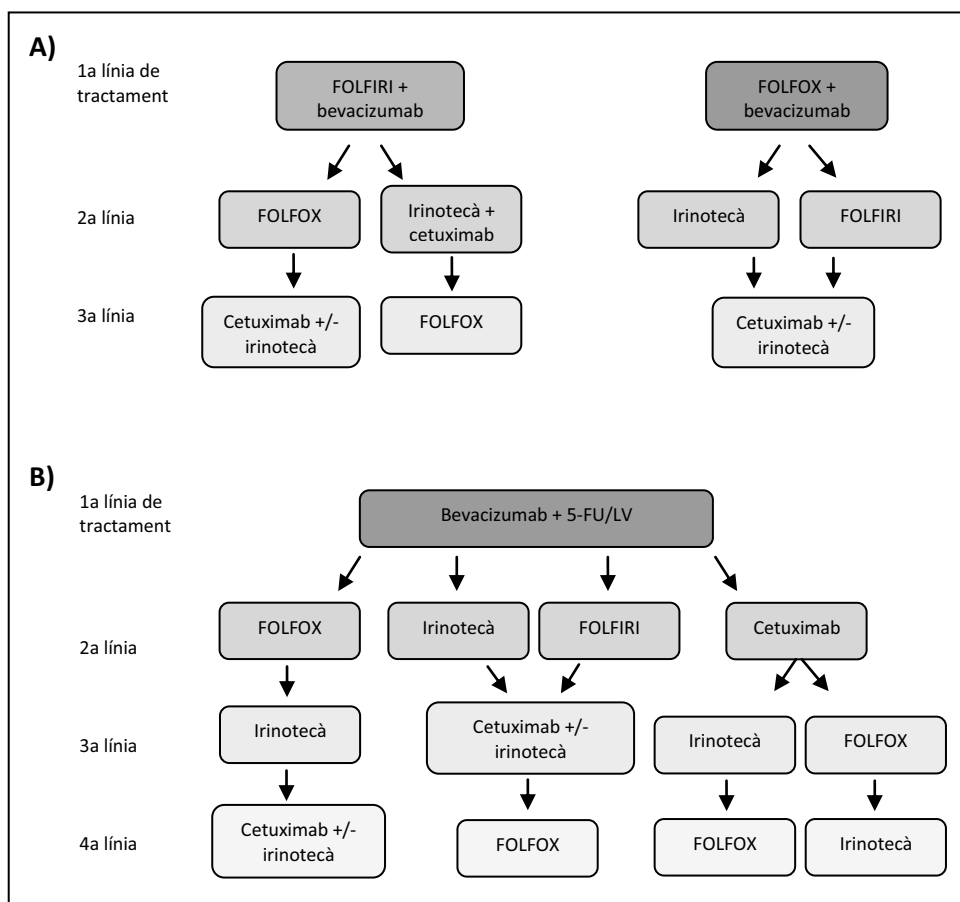 A)
1a línia de
tractament
FOLFIRI +
bevacizumab
FOLFOX +
bevacizumab
2a línia
FOLFOX
Irinotecà +
cetuximab
Irinotecà
FOLFIRI
3a línia
Cetuximab +/-
irinotecà
FOLFOX
Cetuximab +/-
irinotecà
B)
1a línia de
tractament
Bevacizumab + 5-FU/LV
2a línia
FOLFOX
Irinotecà
FOLFIRI
Cetuximab
3a línia
Irinotecà
Cetuximab +/-
irinotecà
Irinotecà
FOLFOX
4a línia
Cetuximab +/-
irinotecà
FOLFOX
FOLFOX
Irinotecà